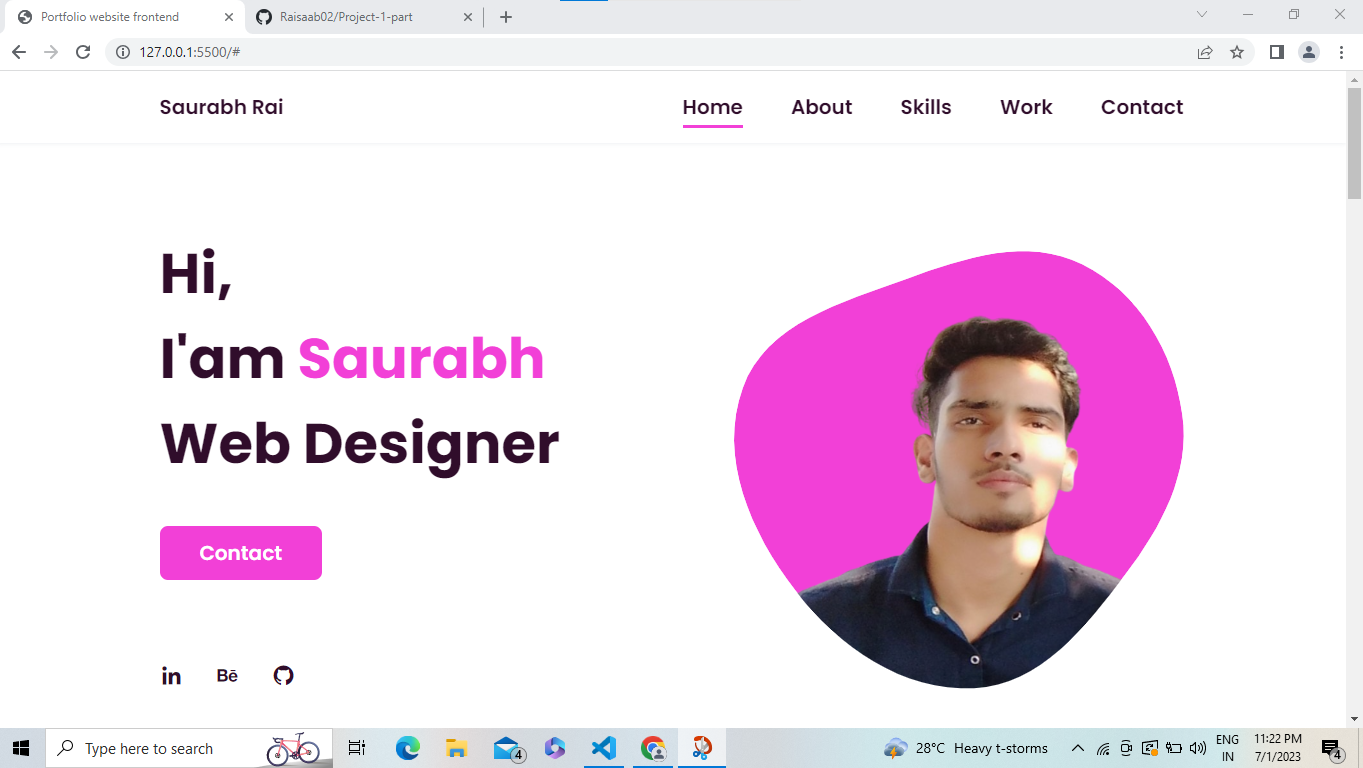 Portfolio website frontend
Raisaab02/Project-1-part
127.0.0.1:5500/#
Saurabh Rai
Home About Skills Work Contact
Hi,
I'am Saurabh
Web Designer
Contact
in Bē
Type here to search
4
28°C Heavy t-storms
ENG
IN
11:22 PM
7/1/2023
4